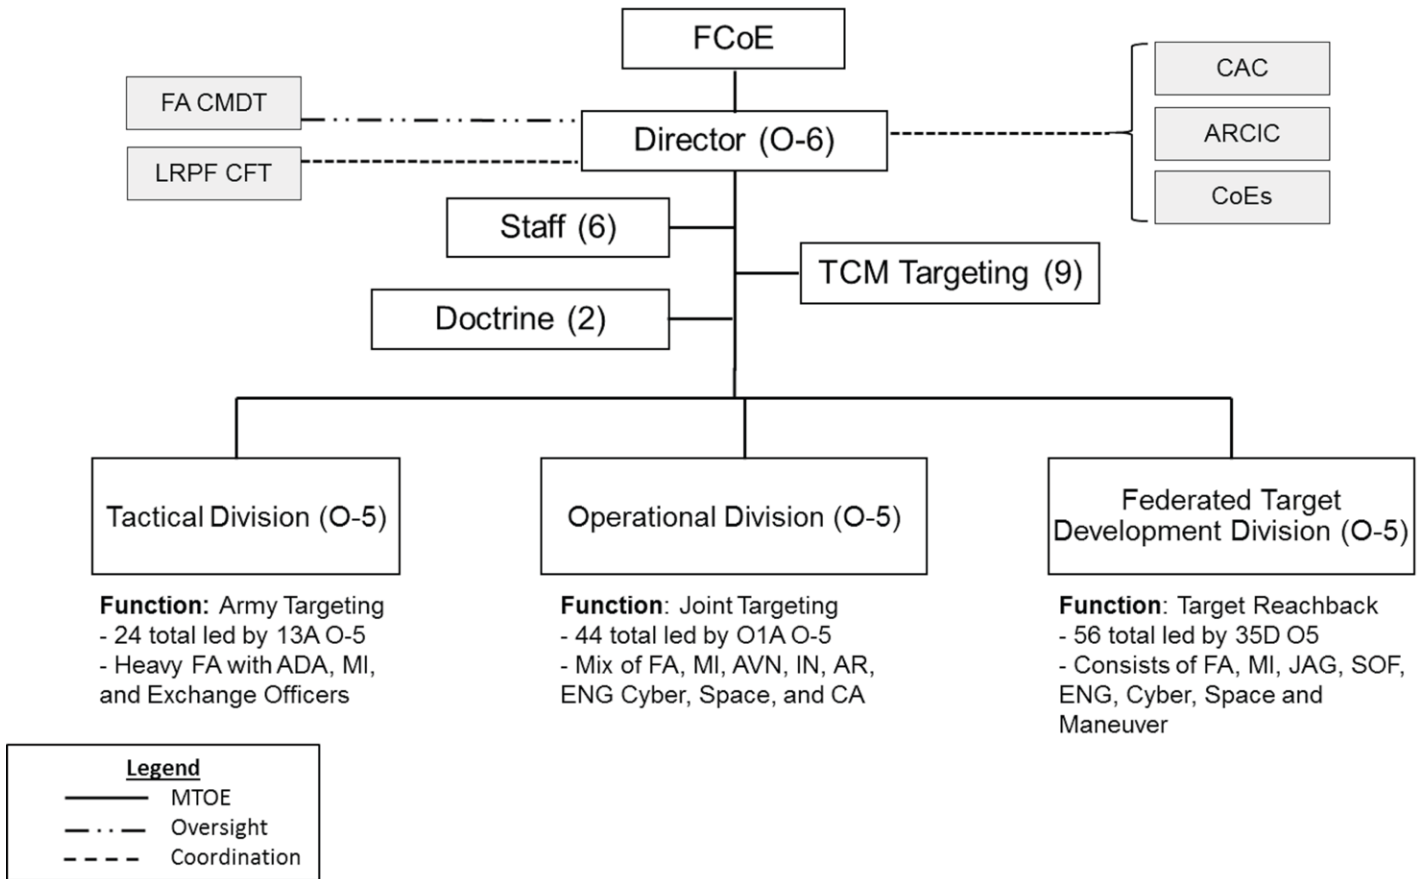 FCoE
FA CMDT
LRPF CFT
Director (O-6)
CAC
ARCIC
CoEs
Staff (6)
TCM Targeting (9)
Doctrine (2)
Tactical Division (O-5)
Function: Army Targeting
- 24 total led by 13A O-5
- Heavy FA with ADA, MI,
and Exchange Officers
Operational Division (O-5)
Function: Joint Targeting
- 44 total led by O1A O-5
- Mix of FA, MI, AVN, IN, AR,
ENG Cyber, Space, and CA
Federated Target
Development Division (O-5)
Function: Target Reachback
- 56 total led by 35D O5
- Consists of FA, MI, JAG, SOF,
ENG, Cyber, Space and
Maneuver
Legend
MTOE
Oversight
Coordination